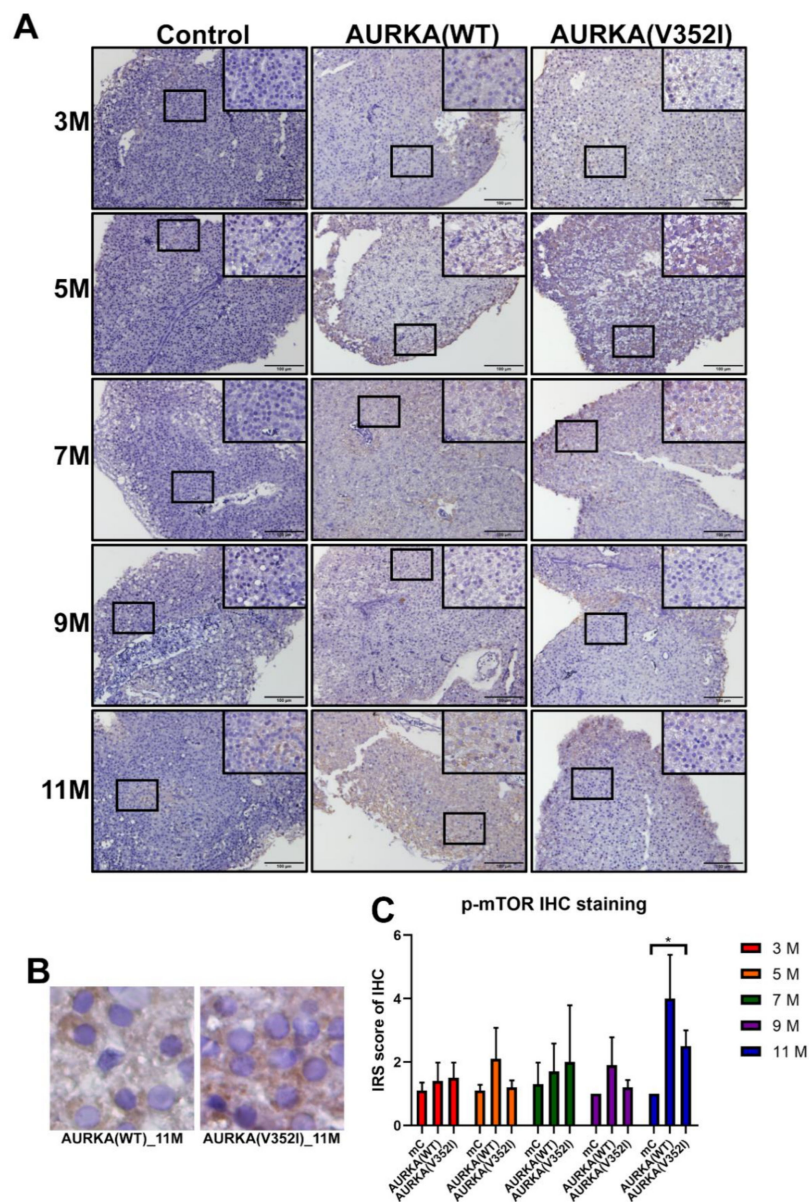 A
Control AURKA(WT) AURKA(V352I)
3M
5M
7M
9M
11M
100 μm
B
AURKA(WT)_11M AURKA(V352I)_11M
C
p-mTOR IHC staining
IRS score of IHC
6
4
2
0
*
mC
AURKA(WT)
AURKA(V352I)
mC
AURKA(WT)
AURKA(V352I)
mC
AURKA(WT)
AURKA(V352I)
mC
AURKA(WT)
AURKA(V352I)
mC
AURKA(WT)
AURKA(V352I)
3 M
5 M
7 M
9 M
11 M